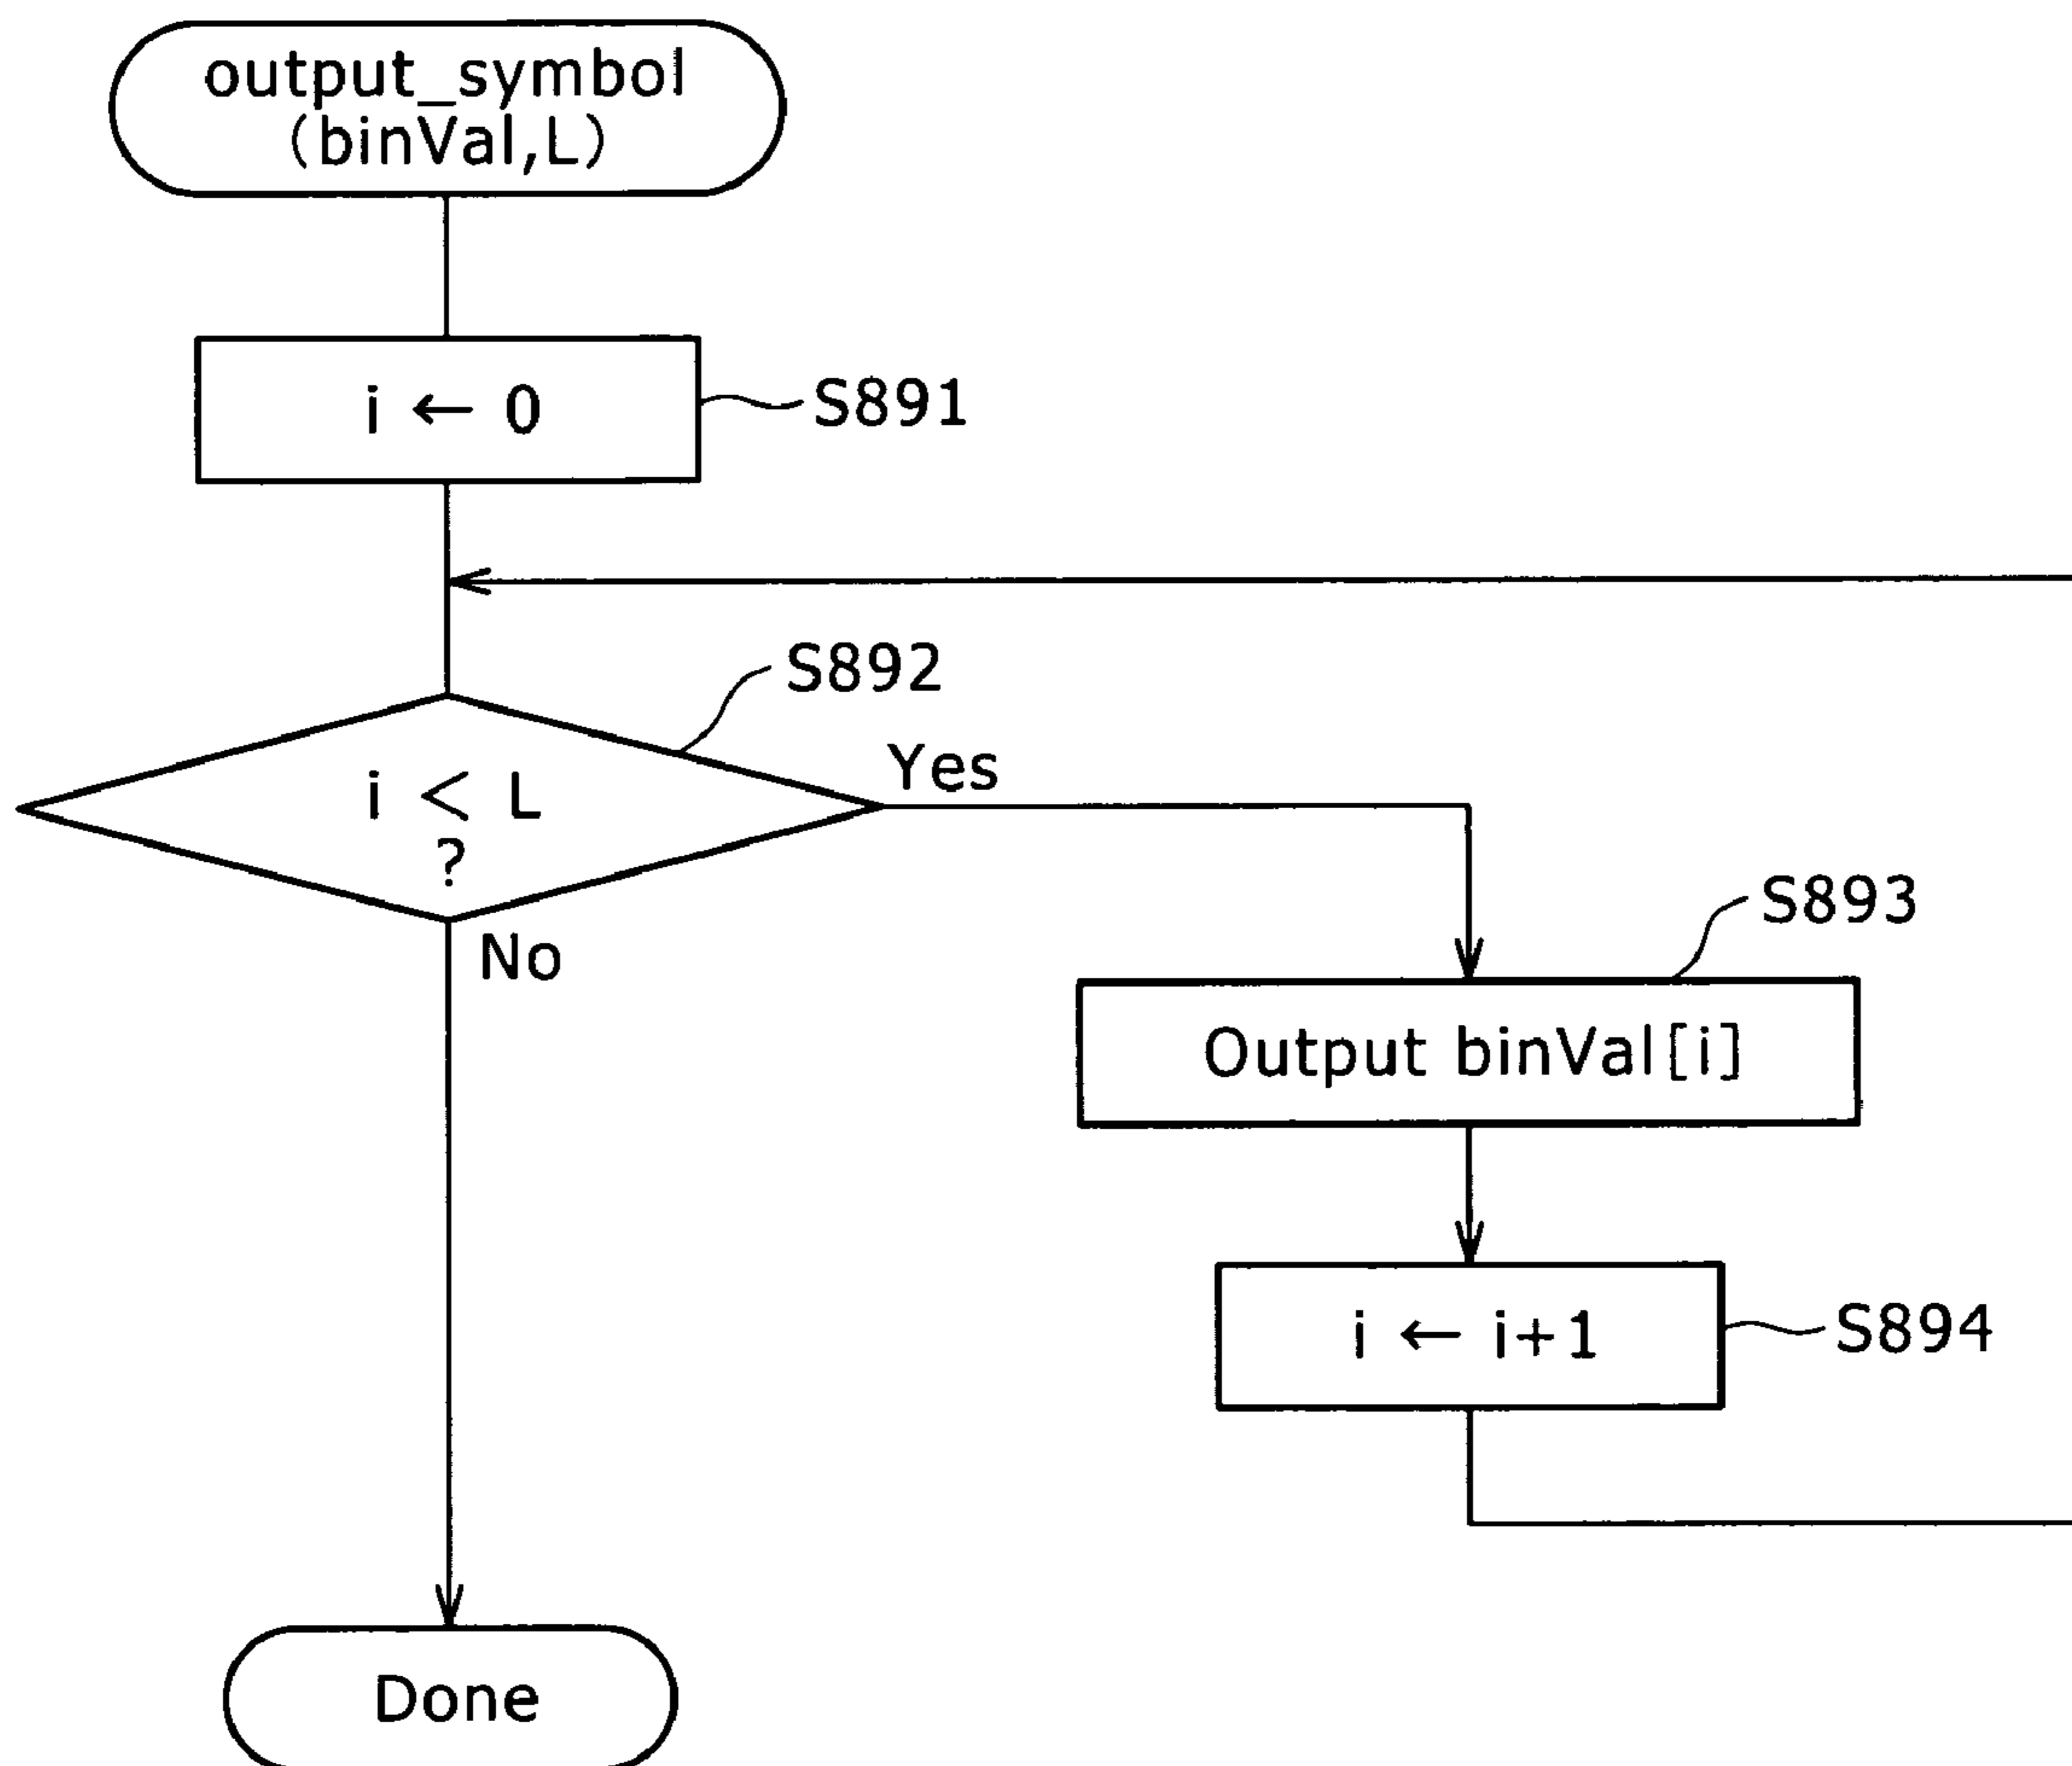 output_symbol
(binVal,L)
i ← 0
S891
S892
i < L
?
Yes
No
S893
Output binVal[i]
i ← i+1
S894
Done